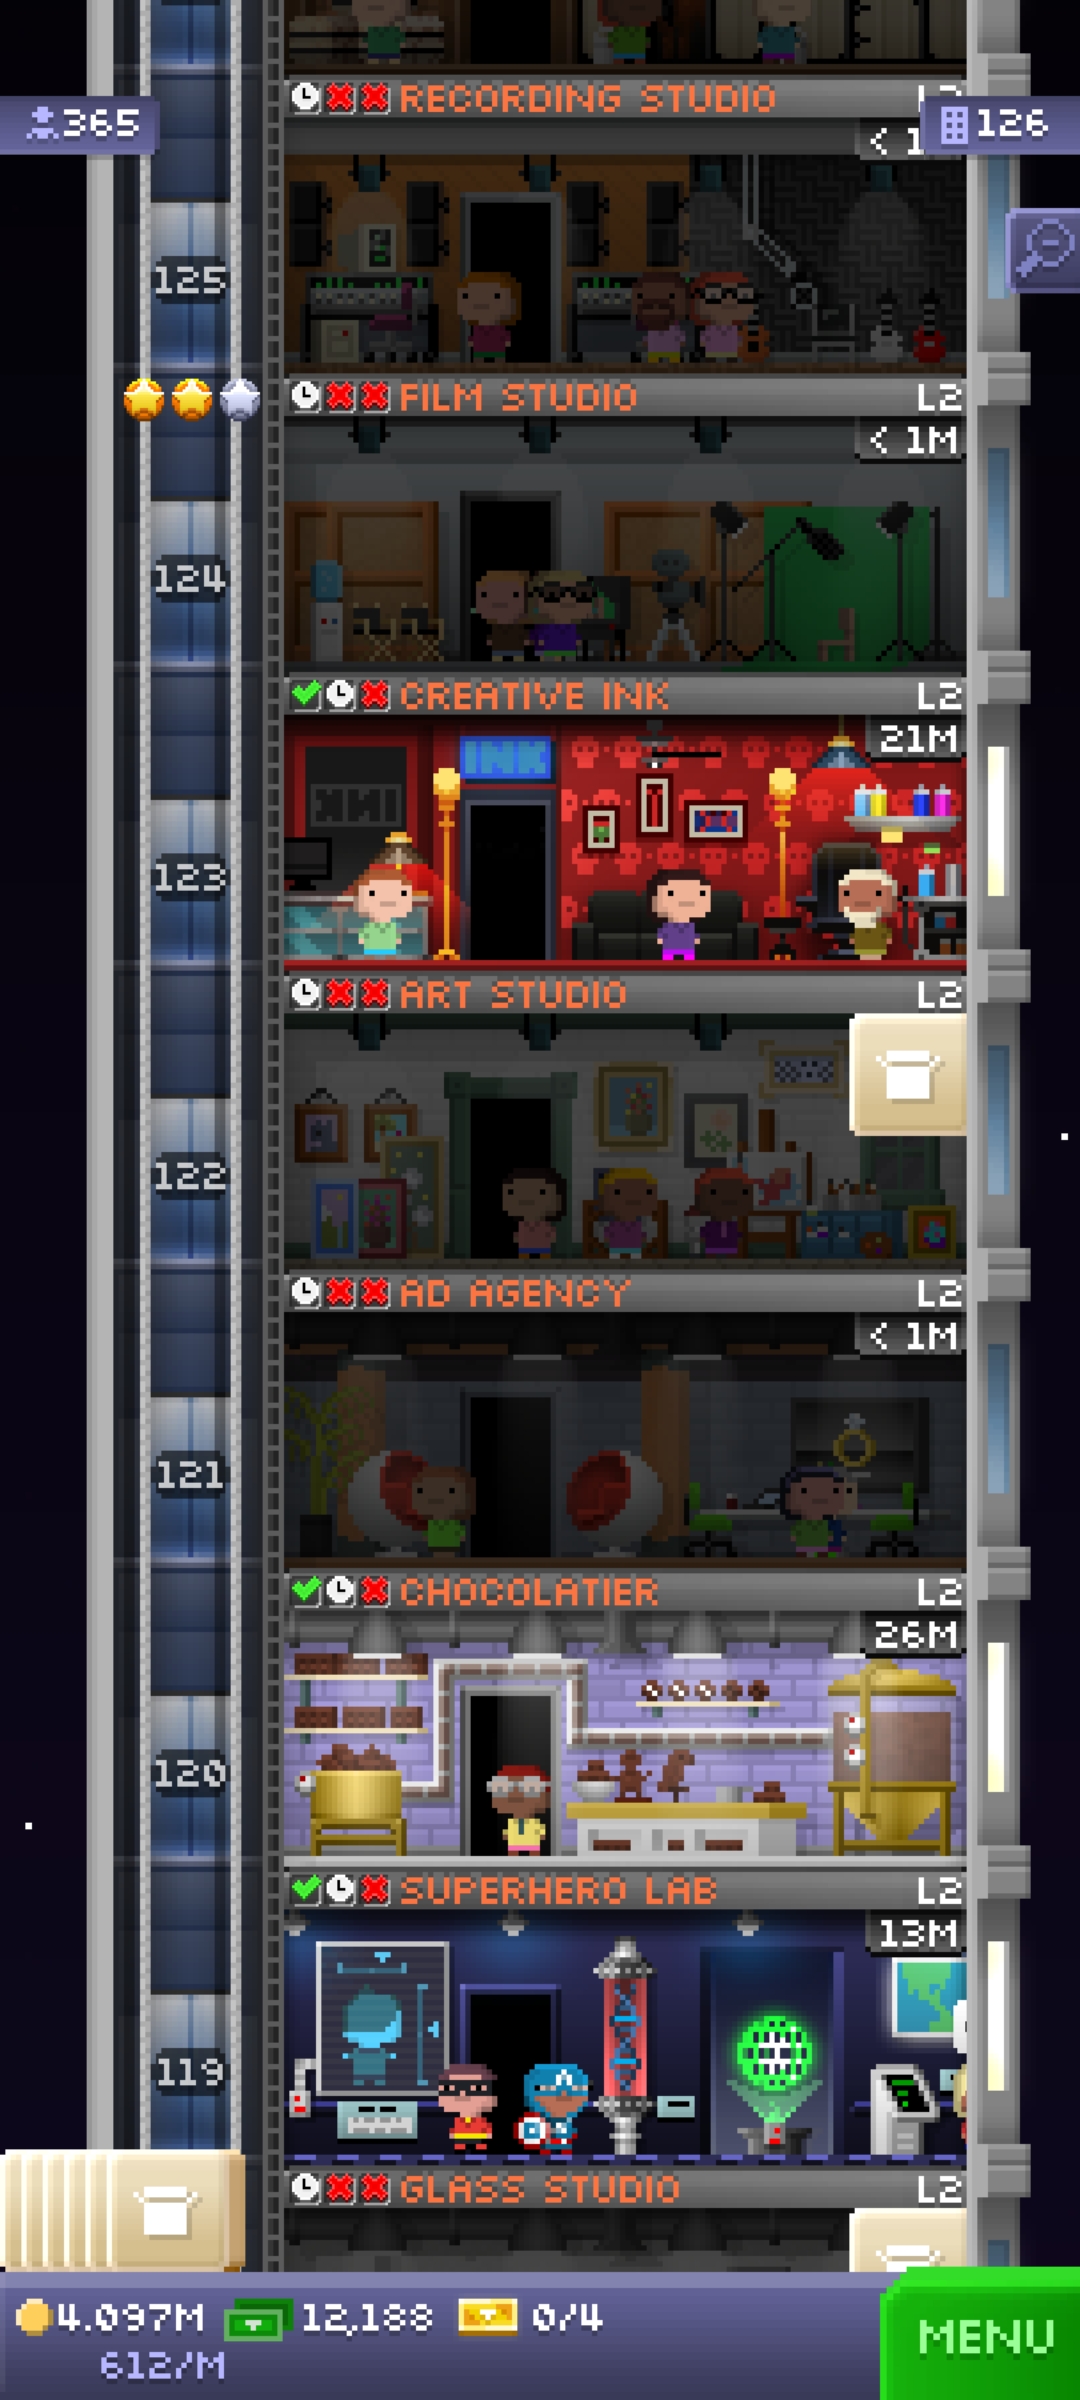 RECORDING STUDIO
365
126
< 1
125
FILM STUDIO L2
< 1M
124
CREATIVE INK L2
21M
INK
123
ART STUDIO L2
122
AD AGENCY L2
< 1M
121
CHOCOLATIER L2
26M
120
SUPERHERO LAB L2
13M
119
GLASS STUDIO L2
4.097M 12,188 0/4
612/M
MENU